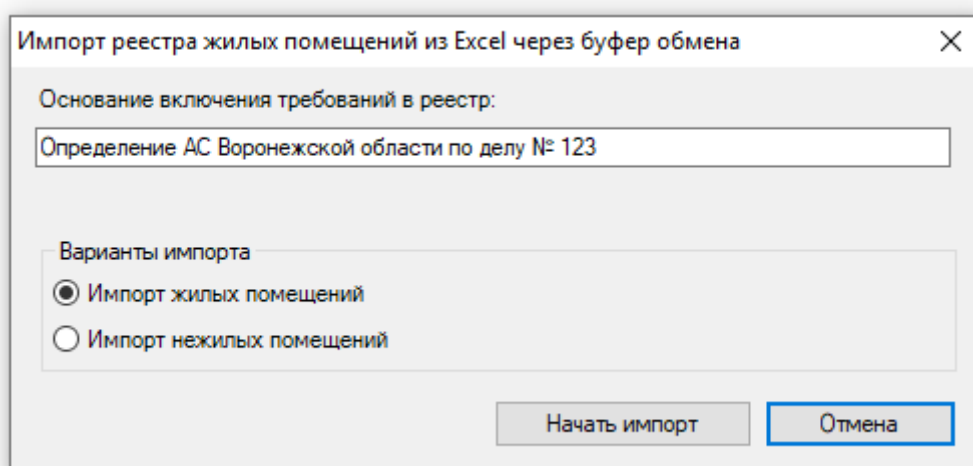 Импорт реестра жилых помещений из Excel через буфер обмена
Основание включения требований в реестр:
Определение АС Воронежской области по делу № 123
Варианты импорта
Импорт жилых помещений
Импорт нежилых помещений
Начать импорт Отмена